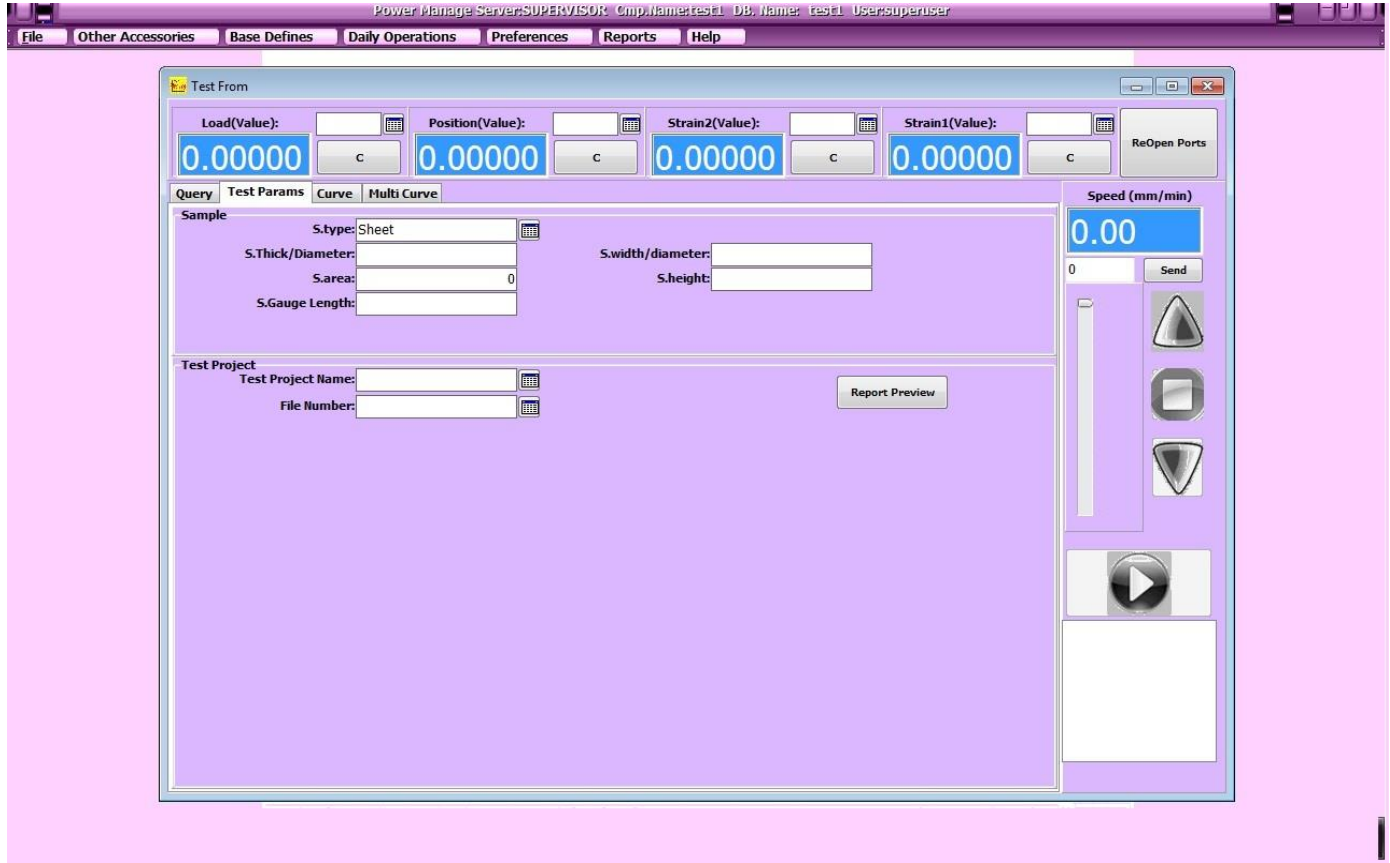 Power Manage Server:SUPERVISOR Cmp.Name:test1 DB. Name: test1 User:superuser
File Other Accessories Base Defines Daily Operations Preferences Reports Help
Test From
Load(Value): Position(Value): Strain2(Value): Strain1(Value):
0.00000 C 0.00000 C 0.00000 C 0.00000 C ReOpen Ports
Query Test Params Curve Multi Curve
Speed (mm/min)
Sample
S.type: Sheet
0.00
S.Thick/Diameter: S.width/diameter:
0 Send
S.area: 0 S.height:
S.Gauge Length:
Test Project
Test Project Name:
Report Preview
File Number: